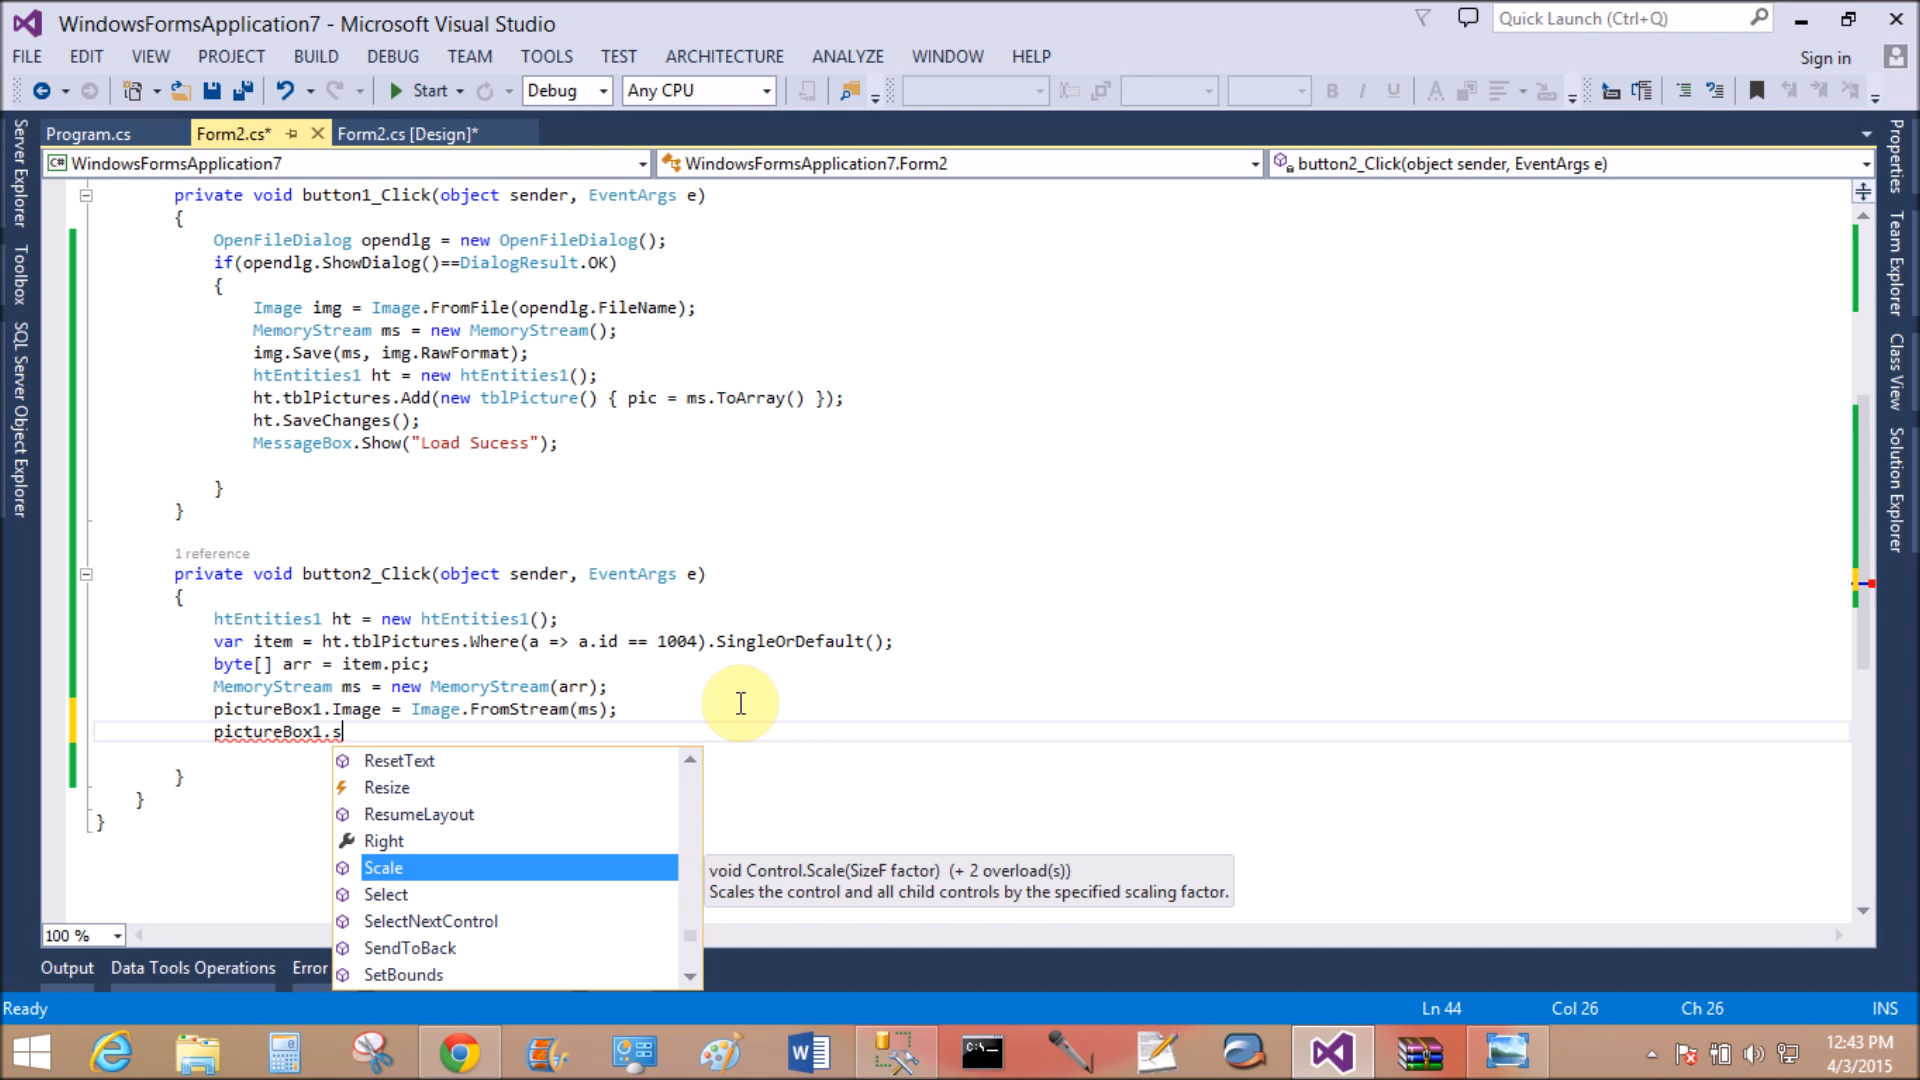 WindowsFormsApplication7 - Microsoft Visual Studio
Quick Launch (Ctrl+Q)
FILE EDIT VIEW PROJECT BUILD DEBUG TEAM TOOLS TEST ARCHITECTURE ANALYZE WINDOW HELP
Sign in
Start Debug Any CPU
B I U A
Program.cs Form2.cs* Form2.cs [Design]*
C# WindowsFormsApplication7 WindowsFormsApplication7.Form2 button2_Click(object sender, EventArgs e)
Server Explorer
Toolbox
SQL Server Object Explorer
Properties
Team Explorer
Class View
Solution Explorer
private void button1_Click(object sender, EventArgs e)
{
OpenFileDialog opendlg = new OpenFileDialog();
if(opendlg.ShowDialog()==DialogResult.OK)
{
Image img = Image.FromFile(opendlg.FileName);
MemoryStream ms = new MemoryStream();
img.Save(ms, img.RawFormat);
htEntities1 ht = new htEntities1();
ht.tblPictures.Add(new tblPicture() { pic = ms.ToArray() });
ht.SaveChanges();
MessageBox.Show("Load Sucess");
}
}
1 reference
private void button2_Click(object sender, EventArgs e)
{
htEntities1 ht = new htEntities1();
var item = ht.tblPictures.Where(a => a.id == 1004).SingleOrDefault();
byte[] arr = item.pic;
MemoryStream ms = new MemoryStream(arr);
pictureBox1.Image = Image.FromStream(ms);
pictureBox1.s
}
}
}
ResetText
Resize
ResumeLayout
Right
Scale
Select
SelectNextControl
SendToBack
SetBounds
void Control.Scale(SizeF factor) (+ 2 overload(s))
Scales the control and all child controls by the specified scaling factor.
100 %
Output Data Tools Operations Error
Ready Ln 44 Col 26 Ch 26 INS
C:\
W
12:43 PM
4/3/2015